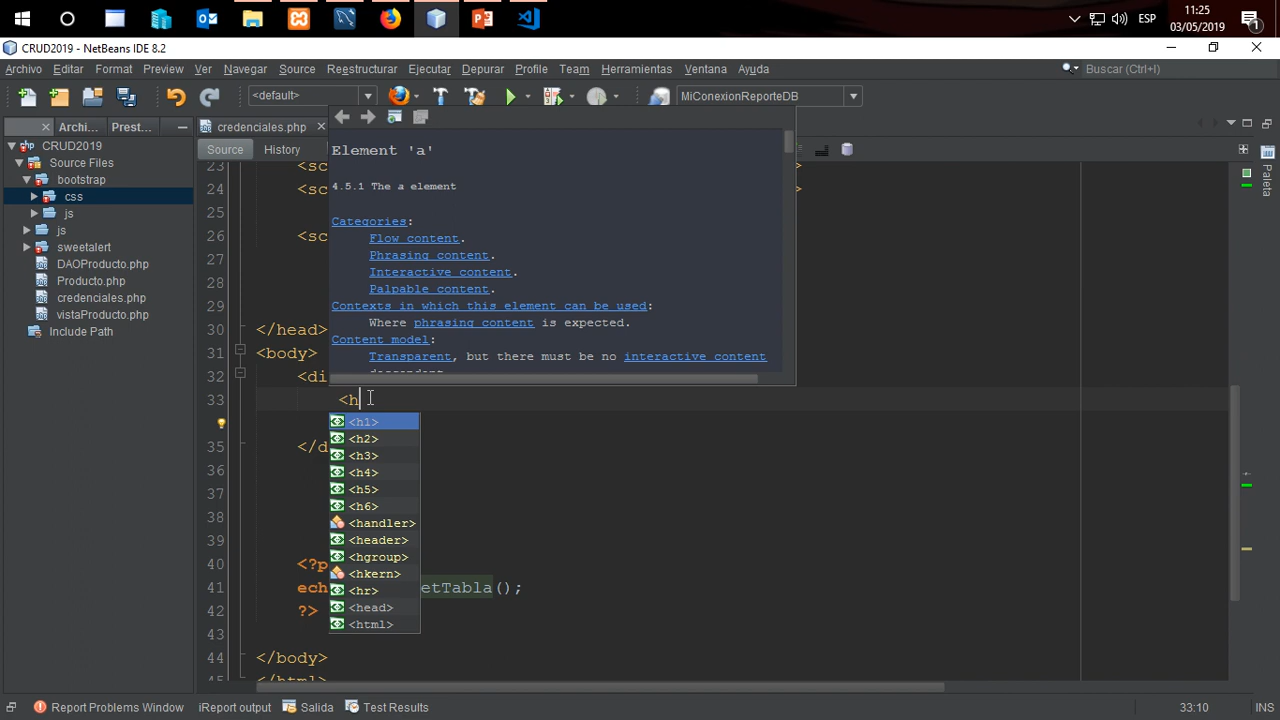 11:25
ESP
03/05/2019
1
CRUD2019 - NetBeans IDE 8.2
Archivo Editar Format Preview Ver Navegar Source Reestructurar Ejecutar Depurar Profile Team Herramientas Ventana Ayuda
Buscar (Ctrl+I)
<default>
MiConexionReporteDB
Archi...
Prest...
credenciales.php
Source
History
CRUD2019
Source Files
bootstrap
css
js
js
sweetalert
DAOProducto.php
Producto.php
credenciales.php
vistaProducto.php
Include Path
Element 'a'
4.5.1 The a element
Categories:
Flow content.
Phrasing content.
Interactive content.
Palpable content.
Contexts in which this element can be used:
Where phrasing content is expected.
Content model:
Transparent, but there must be no interactive content
descendant
23 <sc
24 <sc
25
26 <sc
27
28
29
30 </head>
31 <body>
32 <di
33 <h
35 </d
36
37
38
39
40 <?p
41 ech etTabla();
42 ?>
43
44 </body>
45 </html>
<h1>
<h2>
<h3>
<h4>
<h5>
<h6>
<handler>
<header>
<hgroup>
<hkern>
<hr>
<head>
<html>
Paleta
Report Problems Window
iReport output
Salida
Test Results
33:10
INS